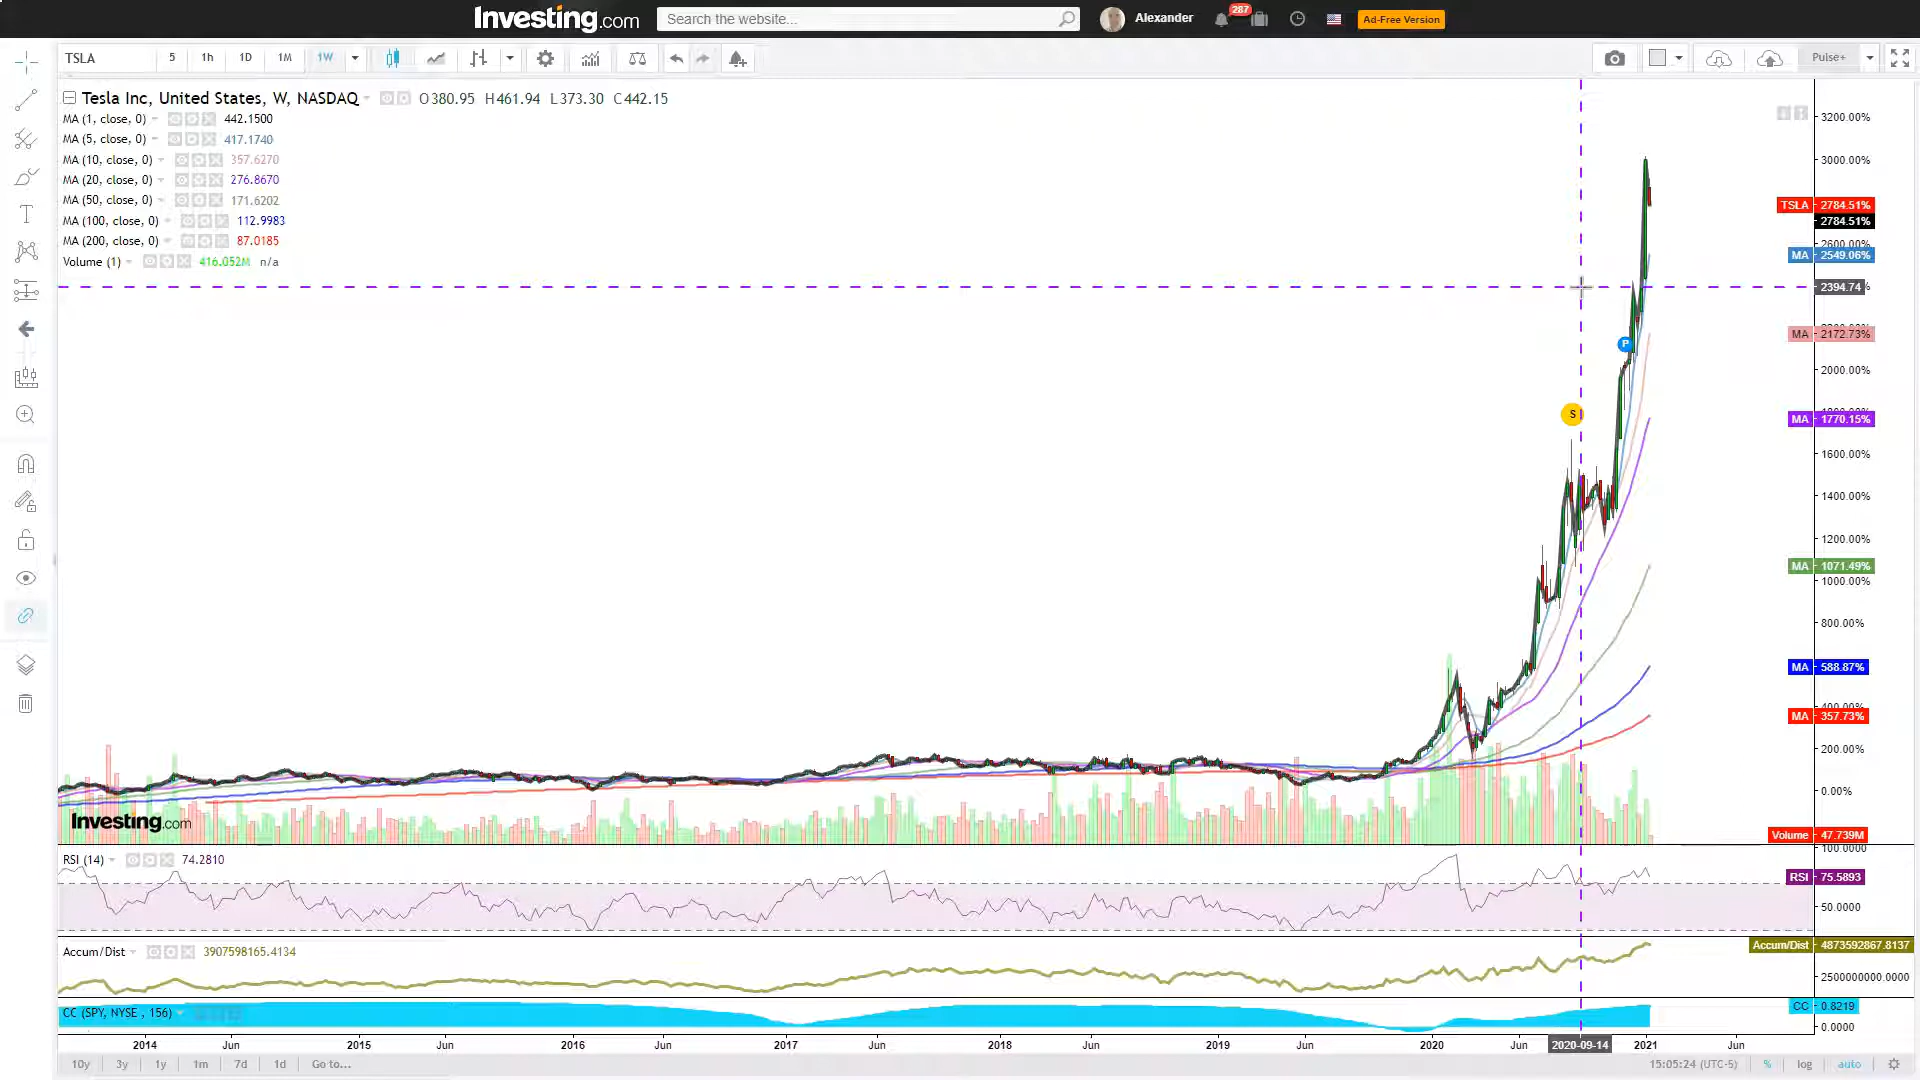 Investing.com
Search the website...
Alexander
287
Ad-Free Version
TSLA
5
1h
1D
1M
1W
Pulse+
Tesla Inc, United States, W, NASDAQ
O380.95 H461.94 L373.30 C442.15
MA (1, close, 0) 442.1500
MA (5, close, 0) 417.1740
MA (10, close, 0) 357.6270
MA (20, close, 0) 276.8670
MA (50, close, 0) 171.6202
MA (100, close, 0) 112.9983
MA (200, close, 0) 87.0185
Volume (1) 416.052M n/a
3200.00%
3000.00%
TSLA 2784.51%
2784.51%
2600.00%
MA 2549.06%
2394.74%
MA 2172.73%
2000.00%
MA 1770.15%
1600.00%
1400.00%
1200.00%
MA 1071.49%
1000.00%
800.00%
MA 588.87%
400.00%
MA 357.73%
200.00%
0.00%
P
S
Investing.com
Volume 47.739M
100.0000
RSI (14) 74.2810
RSI 75.5893
50.0000
Accum/Dist 3907598165.4134
Accum/Dist 4873592867.8137
2500000000.0000
CC (SPY, NYSE , 156)
CC 0.8219
0.0000
2014 Jun 2015 Jun 2016 Jun 2017 Jun 2018 Jun 2019 Jun 2020 Jun 2020-09-14 2021 Jun
10y 3y 1y 1m 7d 1d Go to...
15:05:24 (UTC-5) % log auto